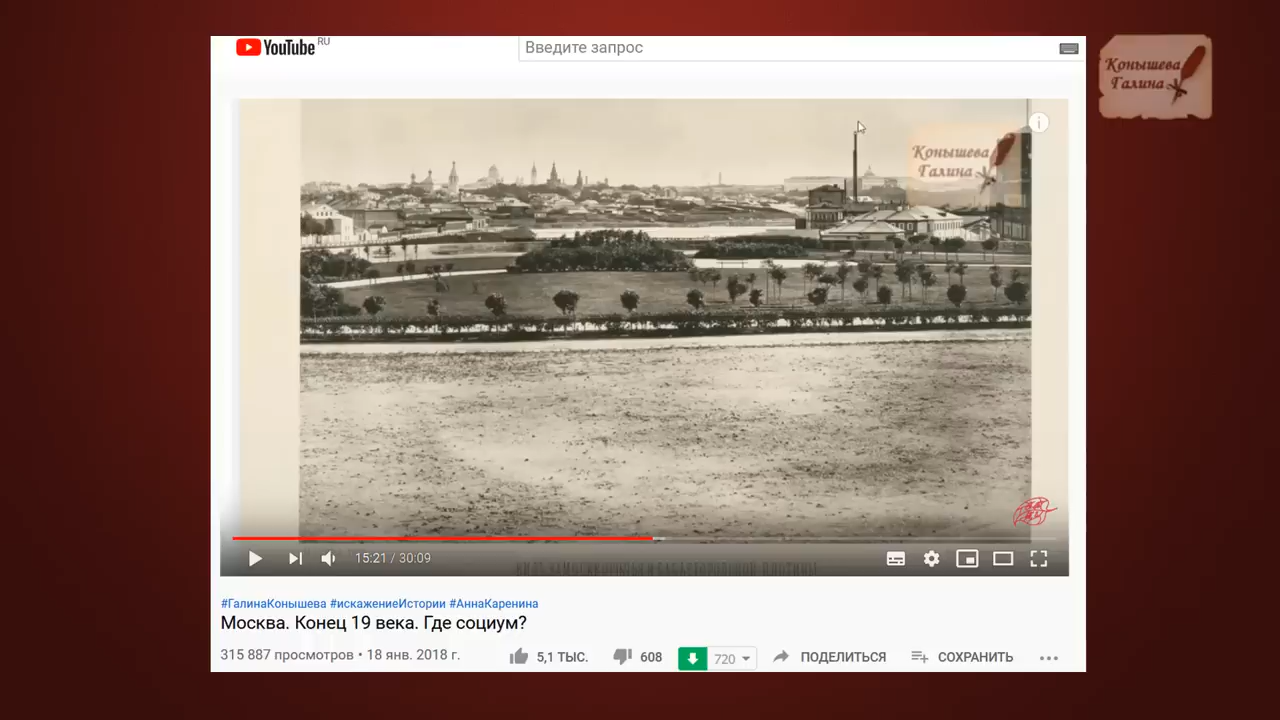 YouTube RU
Введите запрос
Конышева
Галина
Конышева
Галина
15:21 / 30:09
#ГалинаКонышева #искажениеИстории #АннаКаренина
Москва. Конец 19 века. Где социум?
315 887 просмотров • 18 янв. 2018 г.
5,1 ТЫС.
608
720
ПОДЕЛИТЬСЯ
СОХРАНИТЬ